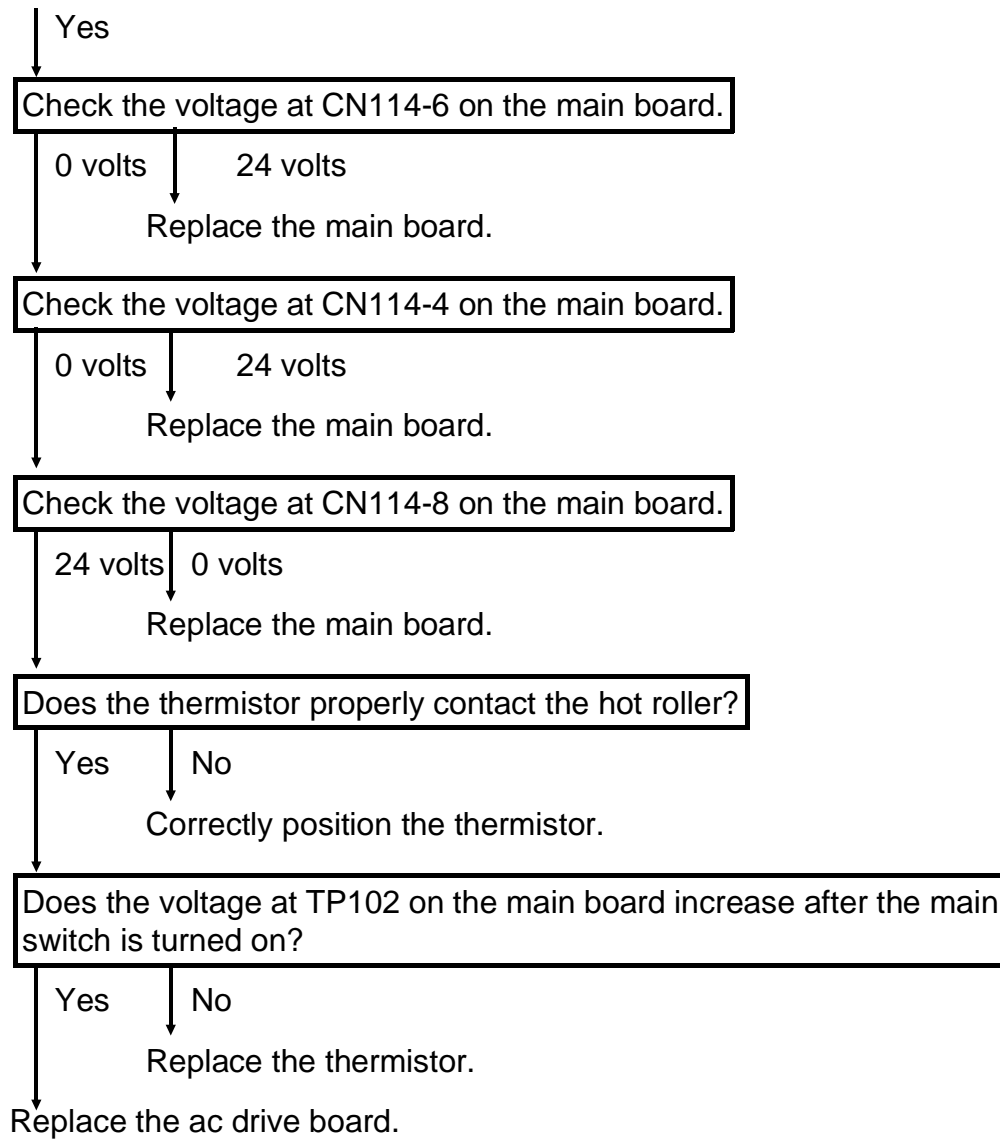 Yes
Check the voltage at CN114-6 on the main board.
0 volts 24 volts
Replace the main board.
Check the voltage at CN114-4 on the main board.
0 volts 24 volts
Replace the main board.
Check the voltage at CN114-8 on the main board.
24 volts 0 volts
Replace the main board.
Does the thermistor properly contact the hot roller?
Yes No
Correctly position the thermistor.
Does the voltage at TP102 on the main board increase after the main
switch is turned on?
Yes No
Replace the thermistor.
Replace the ac drive board.